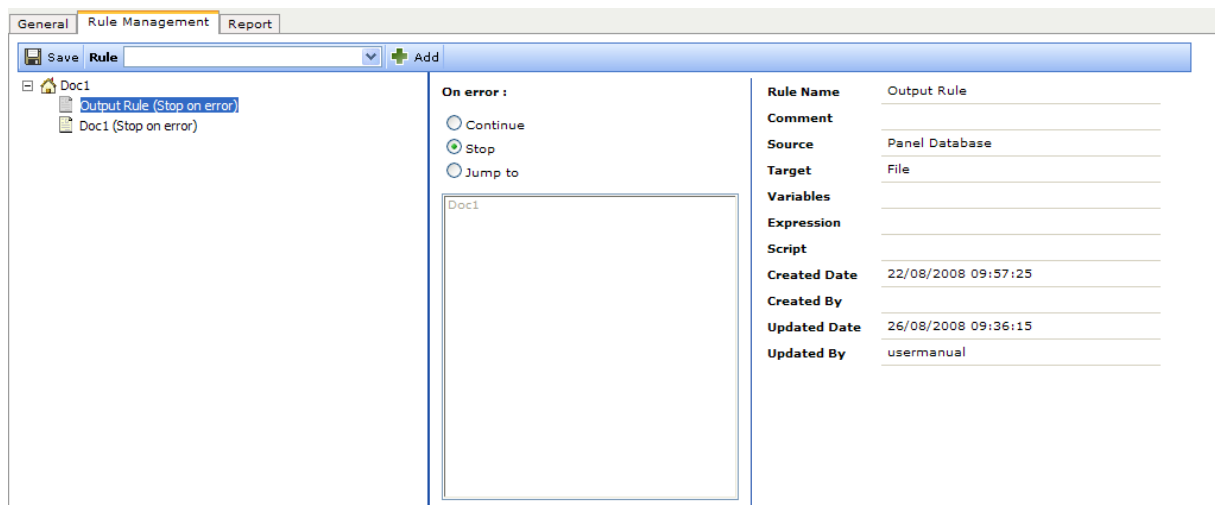 General Rule Management Report
Save Rule Add
Doc1
Output Rule (Stop on error)
Doc1 (Stop on error)
On error :
Continue
Stop
Jump to
Doc1
Rule Name Output Rule
Comment
Source Panel Database
Target File
Variables
Expression
Script
Created Date 22/08/2008 09:57:25
Created By
Updated Date 26/08/2008 09:36:15
Updated By usermanual